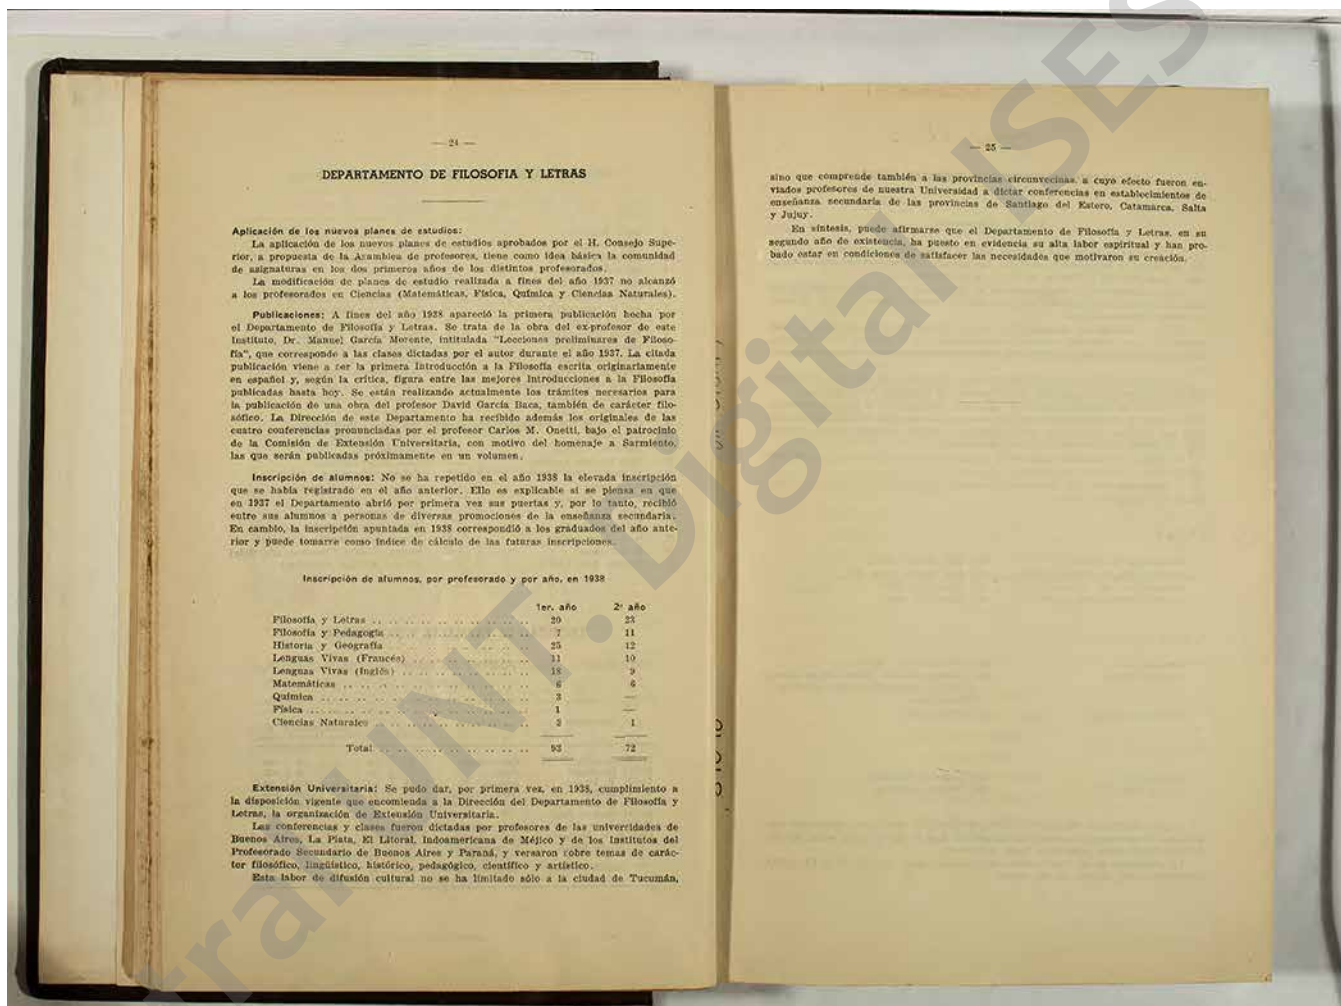 — 24 —
DEPARTAMENTO DE FILOSOFIA Y LETRAS
Aplicación de los nuevos planes de estudios:
La aplicación de los nuevos planes de estudios aprobados por el H. Consejo Supe-
rior, a propuesta de la Asamblea de profesores, tiene como idea básica la comunidad
de asignaturas en los dos primeros años de los distintos profesorados.
La modificación de planes de estudio realizada a fines del año 1937 no alcanzó
a los profesorados en Ciencias (Matemáticas, Física, Química y Ciencias Naturales).
Publicaciones: A fines del año 1938 apareció la primera publicación hecha por
el Departamento de Filosofía y Letras. Se trata de la obra del ex-profesor de este
Instituto, Dr. Manuel García Morente, intitulada "Lecciones preliminares de Filoso-
fía", que corresponde a las clases dictadas por el autor durante el año 1937. La citada
publicación viene a ser la primera Introducción a la Filosofía escrita originariamente
en español y, según la crítica, figura entre las mejores introducciones a la Filosofía
publicadas hasta hoy. Se están realizando actualmente los trámites necesarios para
la publicación de una obra del profesor David García Baca, también de carácter filo-
sófico. La Dirección de este Departamento ha recibido además los originales de las
cuatro conferencias pronunciadas por el profesor Carlos M. Onetti, bajo el patrocinio
de la Comisión de Extensión Universitaria, con motivo del homenaje a Sarmiento,
las que serán publicadas próximamente en un volumen.
Inscripción de alumnos: No se ha repetido en el año 1938 la elevada inscripción
que se había registrado en el año anterior. Ello es explicable si se piensa en que
en 1937 el Departamento abrió por primera vez sus puertas y, por lo tanto, recibió
entre sus alumnos a personas de diversas promociones de la enseñanza secundaria.
En cambio, la inscripción apuntada en 1938 correspondió a los graduados del año ante-
rior y puede tomarse como índice de cálculo de las futuras inscripciones.
Inscripción de alumnos, por profesorado y por año, en 1938
1er. año 2º año
Filosofía y Letras 20 23
Filosofía y Pedagogía 7 11
Historia y Geografía 25 12
Lenguas Vivas (Francés) 11 10
Lenguas Vivas (Inglés) 18 9
Matemáticas 6 6
Química 3 —
Física 1 —
Ciencias Naturales 1
Total 93 72
Extensión Universitaria: Se pudo dar, por primera vez, en 1938, cumplimiento a
la disposición vigente que encomienda a la Dirección del Departamento de Filosofía y
Letras, la organización de Extensión Universitaria.
Las conferencias y clases fueron dictadas por profesores de las universidades de
Buenos Aires, La Plata, El Litoral, Indoamericana de Méjico y de los Institutos del
Profesorado Secundario de Buenos Aires y Paraná, y versaron sobre temas de carác-
ter filosófico, lingüístico, histórico, pedagógico, científico y artístico.
Esta labor de difusión cultural no se ha limitado sólo a la ciudad de Tucumán,
— 25 —
sino que comprende también a las provincias circunvecinas, a cuyo efecto fueron en-
viados profesores de nuestra Universidad a dictar conferencias en establecimientos de
enseñanza secundaria de las provincias de Santiago del Estero, Catamarca, Salta
y Jujuy.
En síntesis, puede afirmarse que el Departamento de Filosofía y Letras, en su
segundo año de existencia, ha puesto en evidencia su alta labor espiritual y han pro-
bado estar en condiciones de satisfacer las necesidades que motivaron su creación.